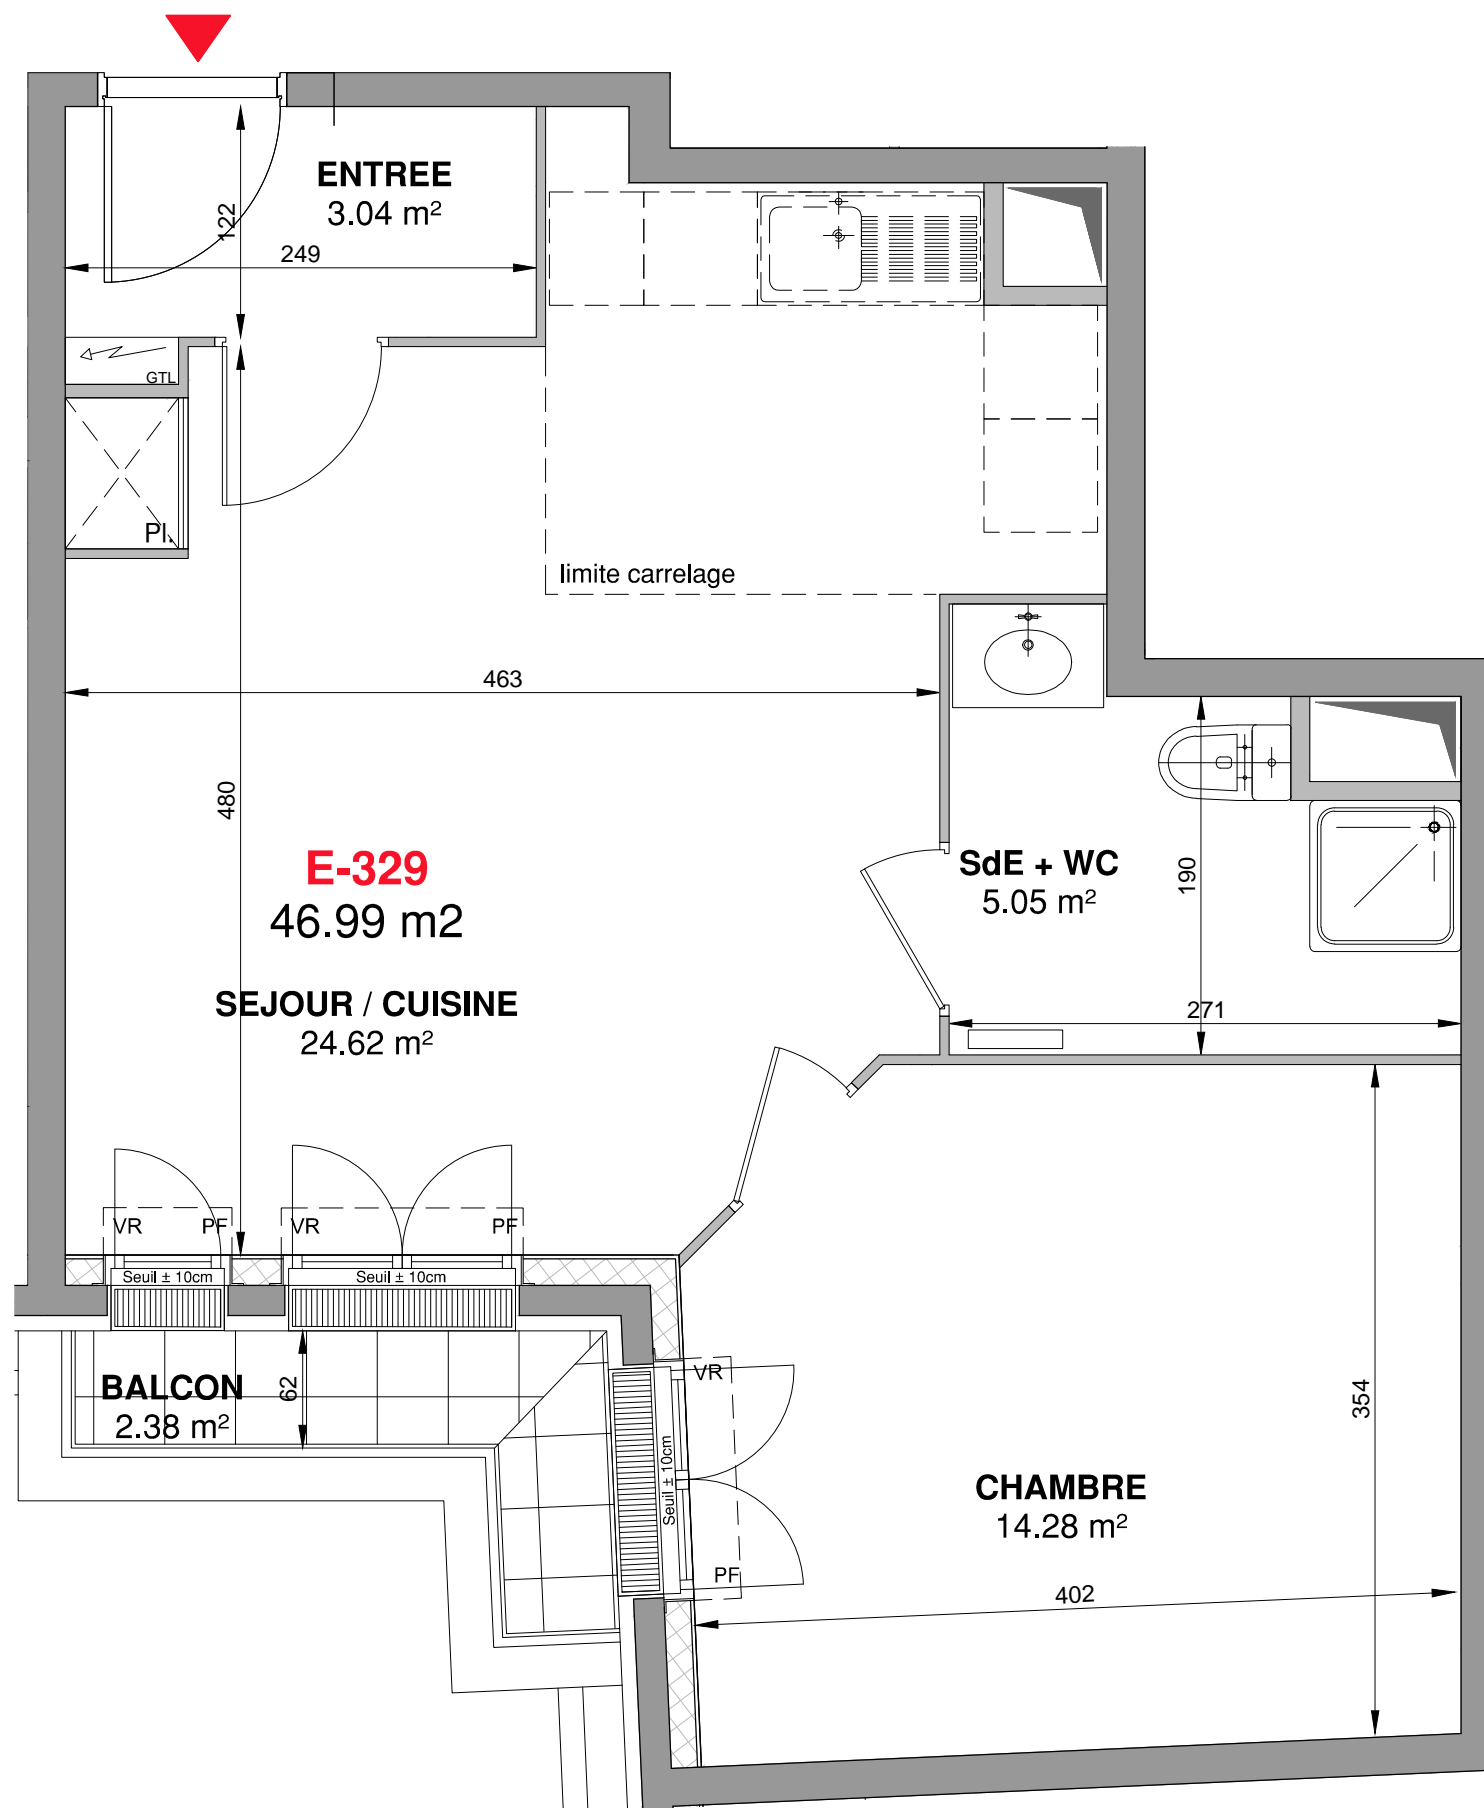 ENTREE
3.04 m²
122
249
GTL
Pl.
limite carrelage
463
480
E-329
46.99 m2
SdE + WC
5.05 m²
190
271
SEJOUR / CUISINE
24.62 m²
VR
PF
VR
PF
Seuil ± 10cm
Seuil ± 10cm
BALCON
2.38 m²
62
VR
Seuil ± 10cm
PF
354
CHAMBRE
14.28 m²
402